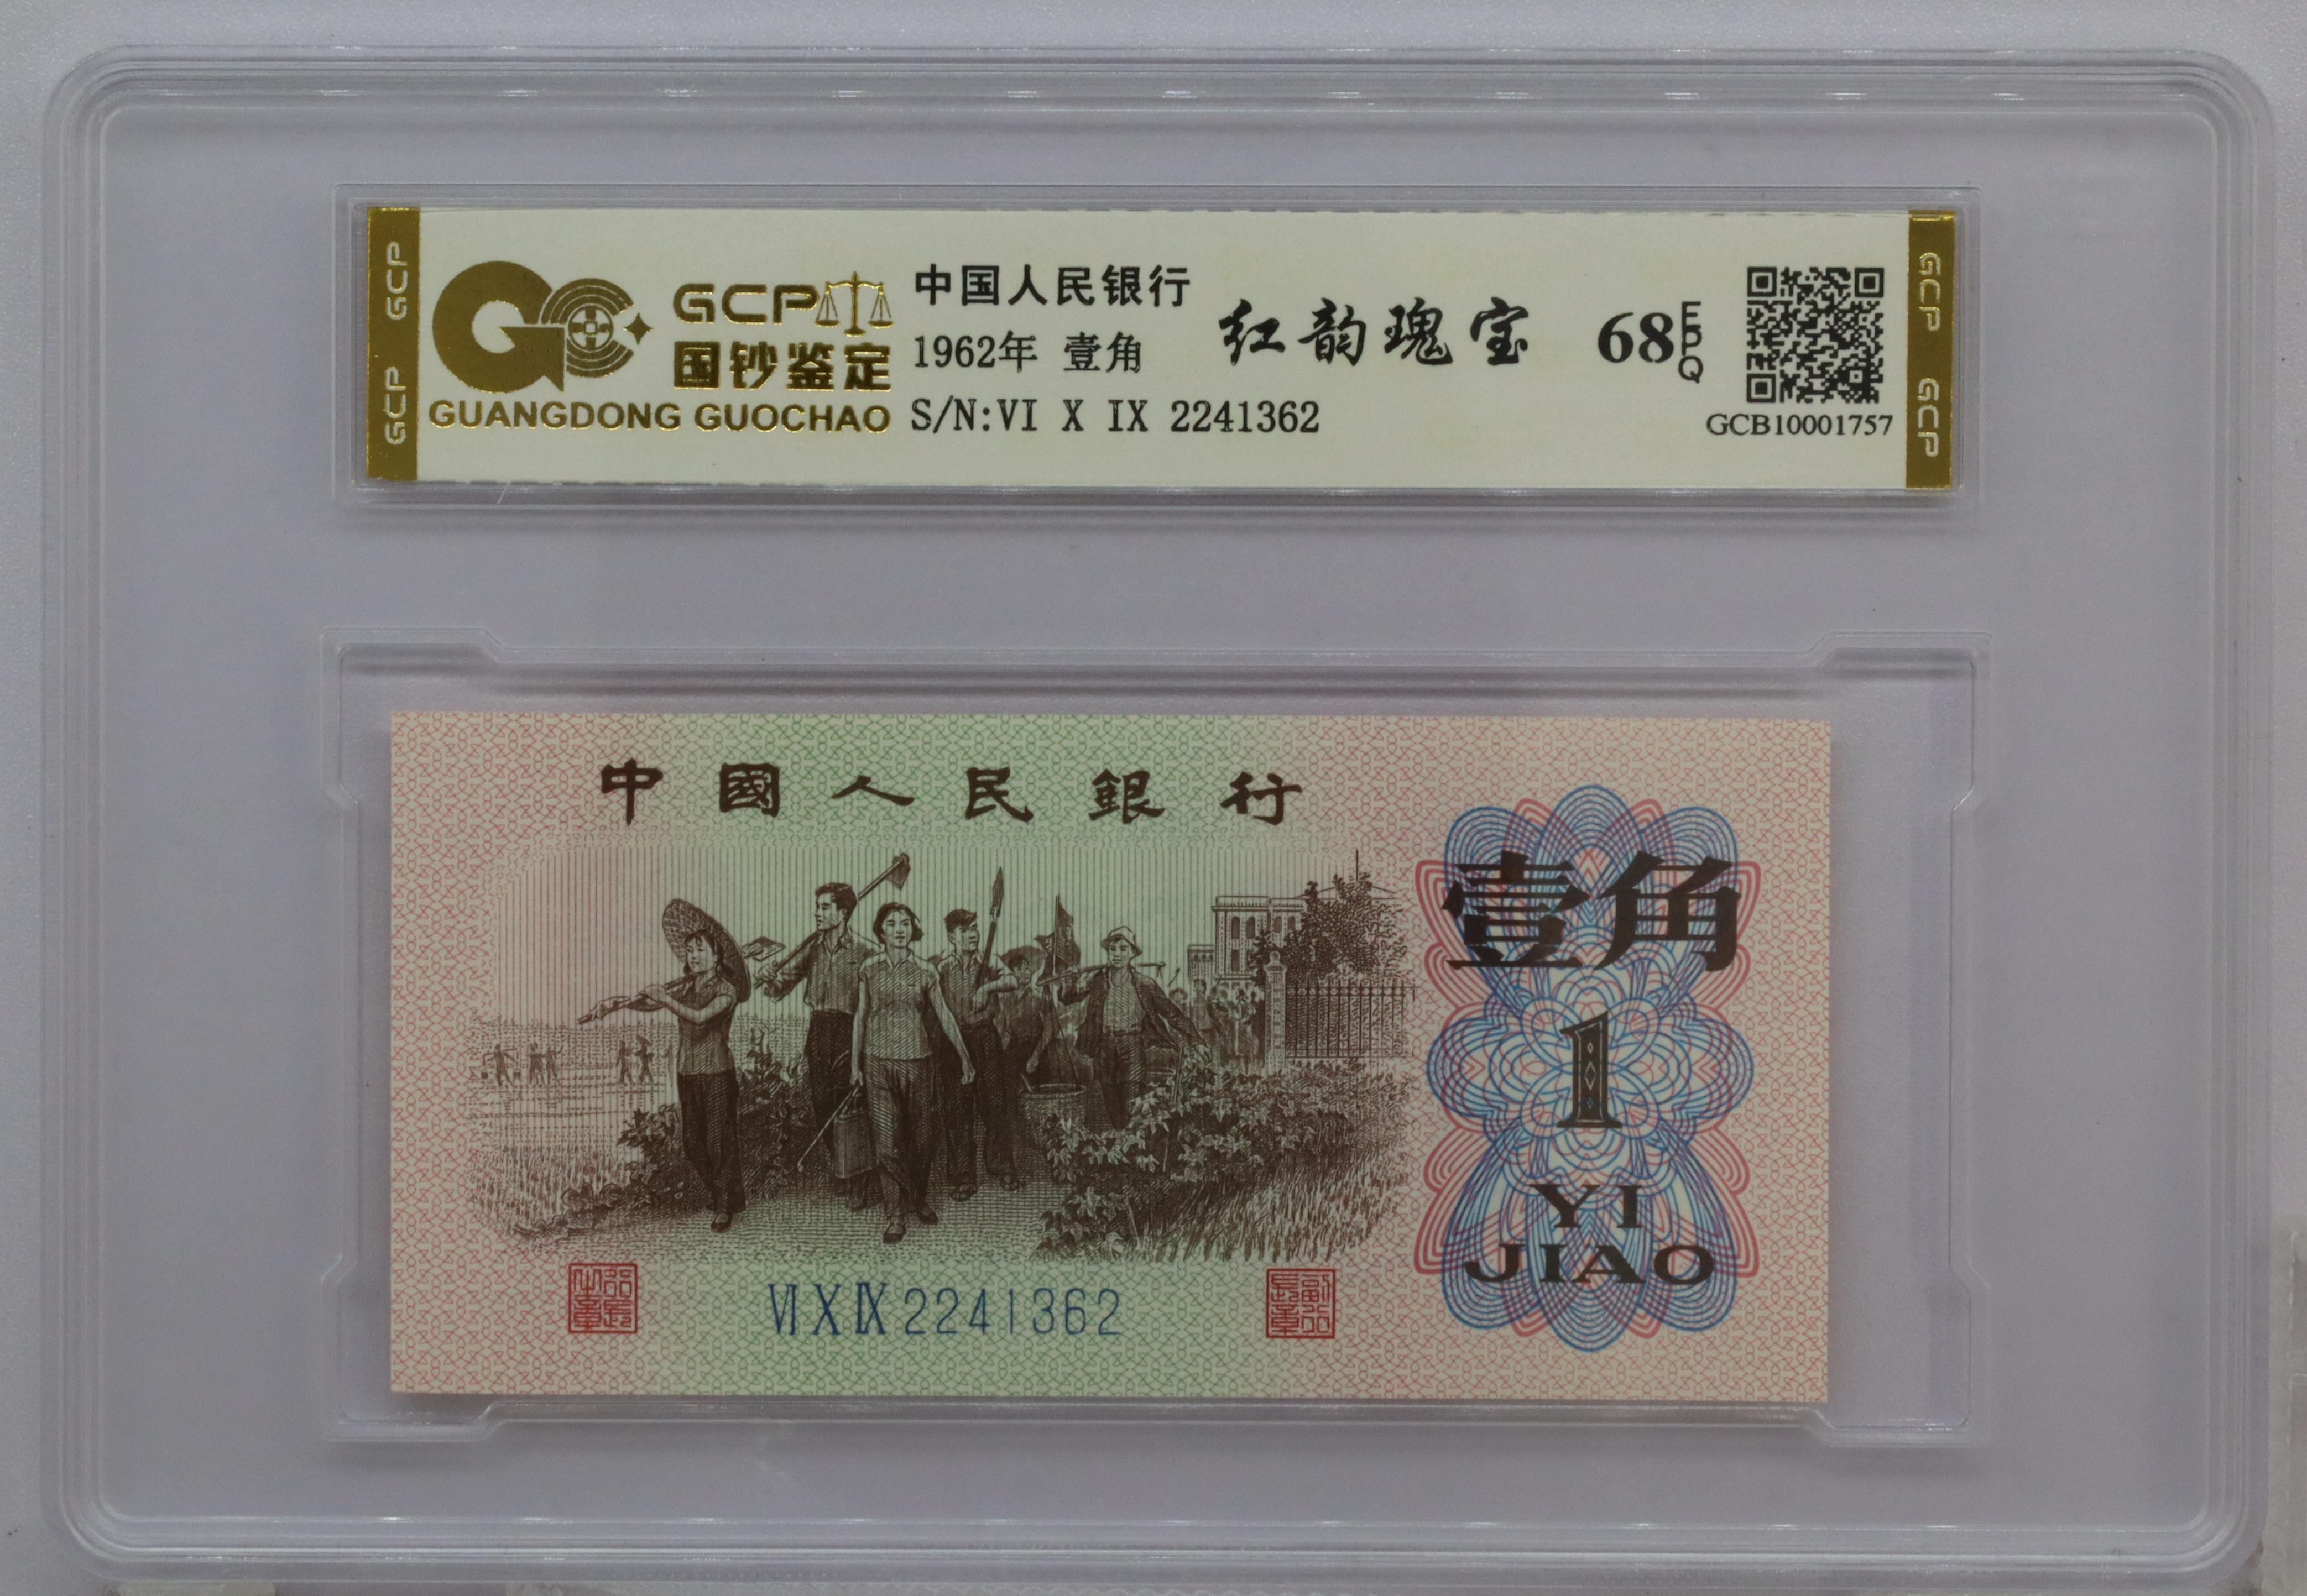 GCP GCP
GCP
国钞鉴定
GUANGDONG GUOCHAO
中国人民银行
1962年 壹角
S/N:VI X IX 2241362
红韵瑰宝
68 EPQ
GCB10001757
GCP GCP
中國人民銀行
壹角
1
YI
JIAO
VI X IX 2241362